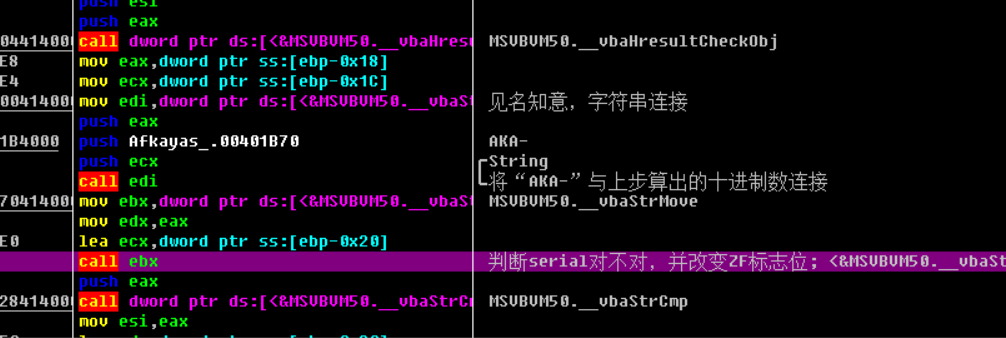 push esi
push eax
04414000 call dword ptr ds:[<&MSVBVM50.__vbaHresu MSVBVM50.__vbaHresultCheckObj
E8 mov eax,dword ptr ss:[ebp-0x18]
E4 mov ecx,dword ptr ss:[ebp-0x1C]
00414000 mov edi,dword ptr ds:[<&MSVBVM50.__vbaSt 见名知意，字符串连接
push eax
1B4000 push Afkayas_.00401B70 AKA-
push ecx String
call edi 将“AKA-”与上步算出的十进制数连接
70414000 mov ebx,dword ptr ds:[<&MSVBVM50.__vbaSt MSVBVM50.__vbaStrMove
mov edx,eax
E0 lea ecx,dword ptr ss:[ebp-0x20]
call ebx 判断serial对不对，并改变ZF标志位；<&MSVBVM50.__vbaSt
push eax
28414000 call dword ptr ds:[<&MSVBVM50.__vbaStrCm MSVBVM50.__vbaStrCmp
mov esi,eax